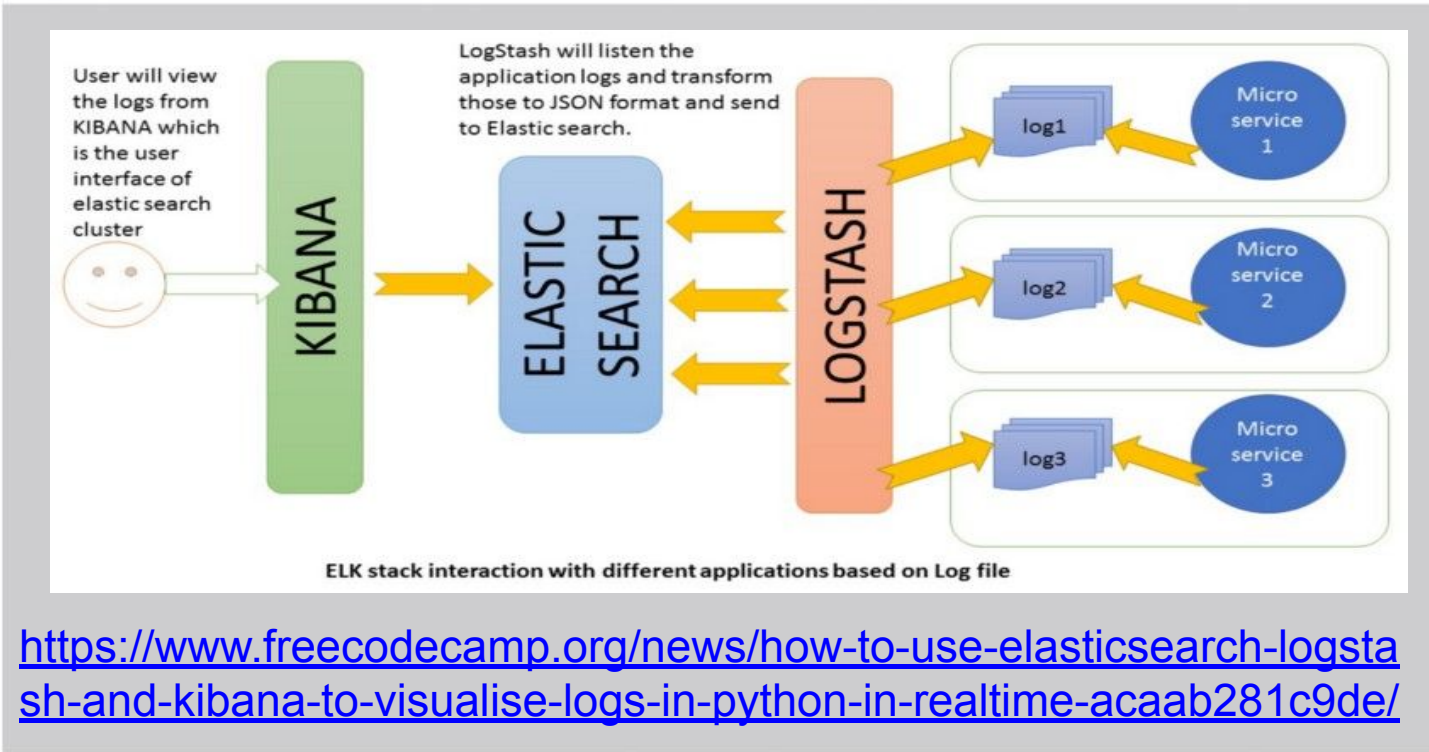 User will view
the logs from
KIBANA which
is the user
interface of
elastic search
cluster
KIBANA
LogStash will listen the
application logs and transform
those to JSON format and send
to Elastic search.
ELASTIC
SEARCH
LOGSTASH
log1
Micro
service
1
log2
Micro
service
2
log3
Micro
service
3
ELK stack interaction with different applications based on Log file
https://www.freecodecamp.org/news/how-to-use-elasticsearch-logsta
sh-and-kibana-to-visualise-logs-in-python-in-realtime-acaab281c9de/